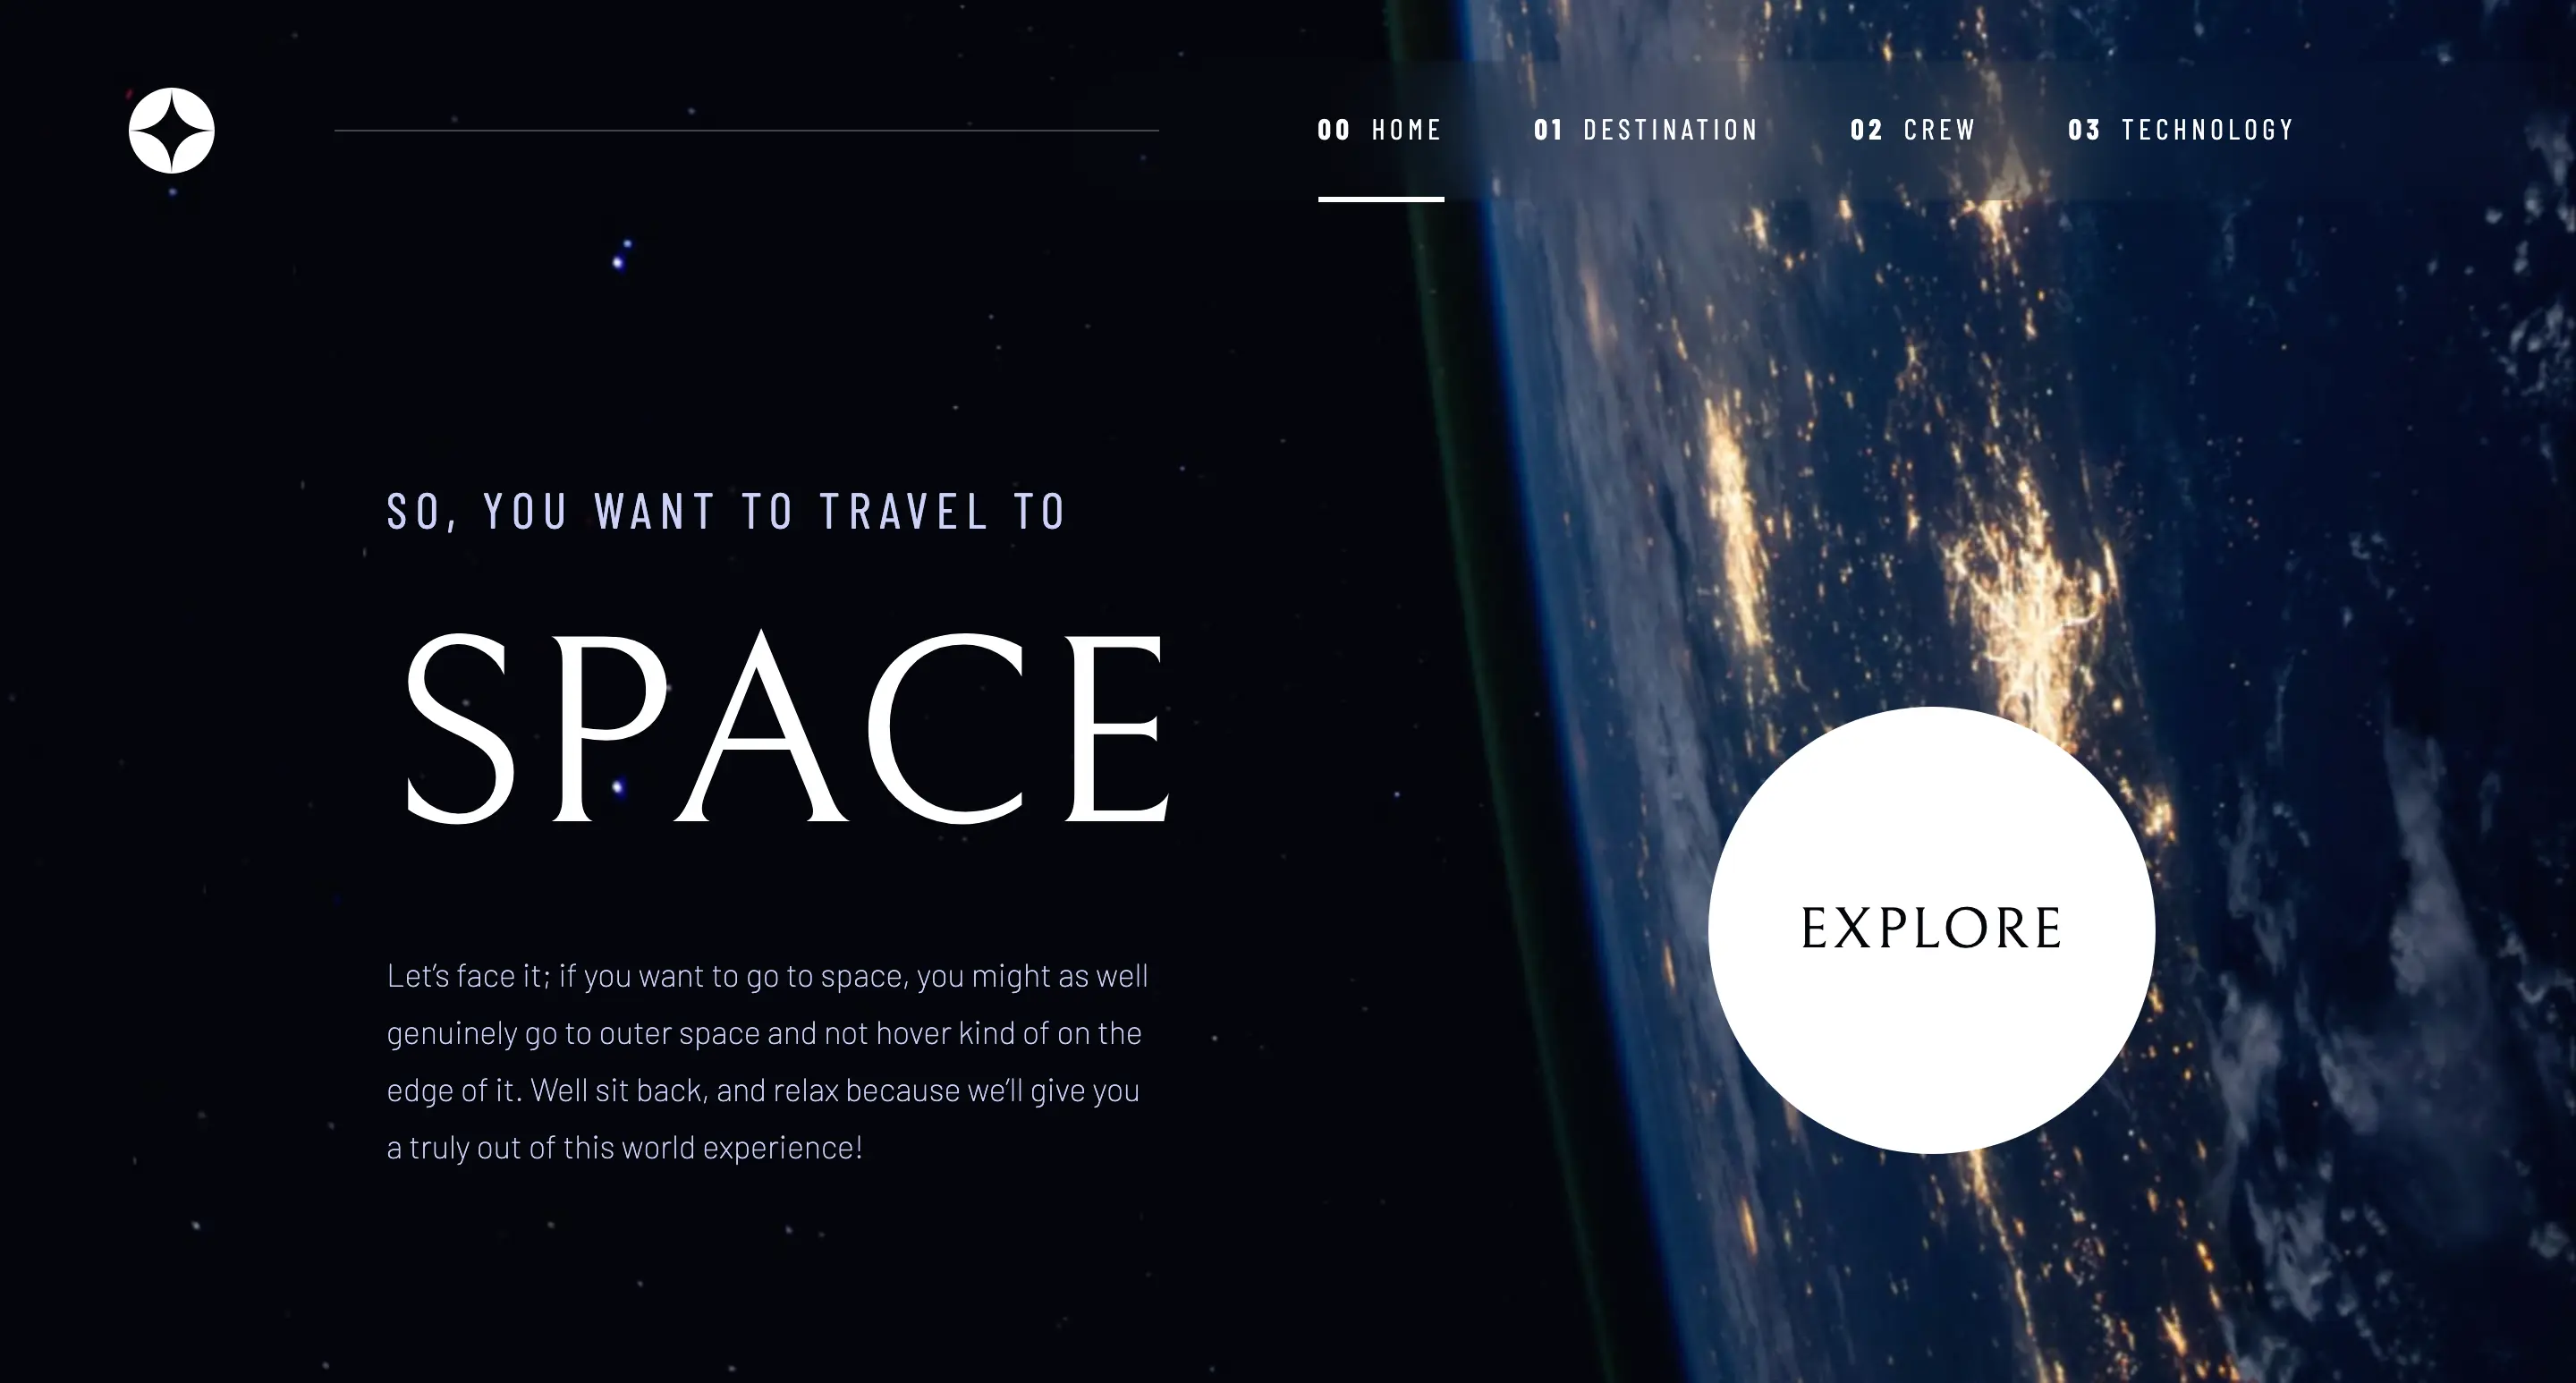 00 HOME 01 DESTINATION 02 CREW 03 TECHNOLOGY
SO, YOU WANT TO TRAVEL TO
SPACE
Let’s face it; if you want to go to space, you might as well
genuinely go to outer space and not hover kind of on the
edge of it. Well sit back, and relax because we’ll give you
a truly out of this world experience!
EXPLORE